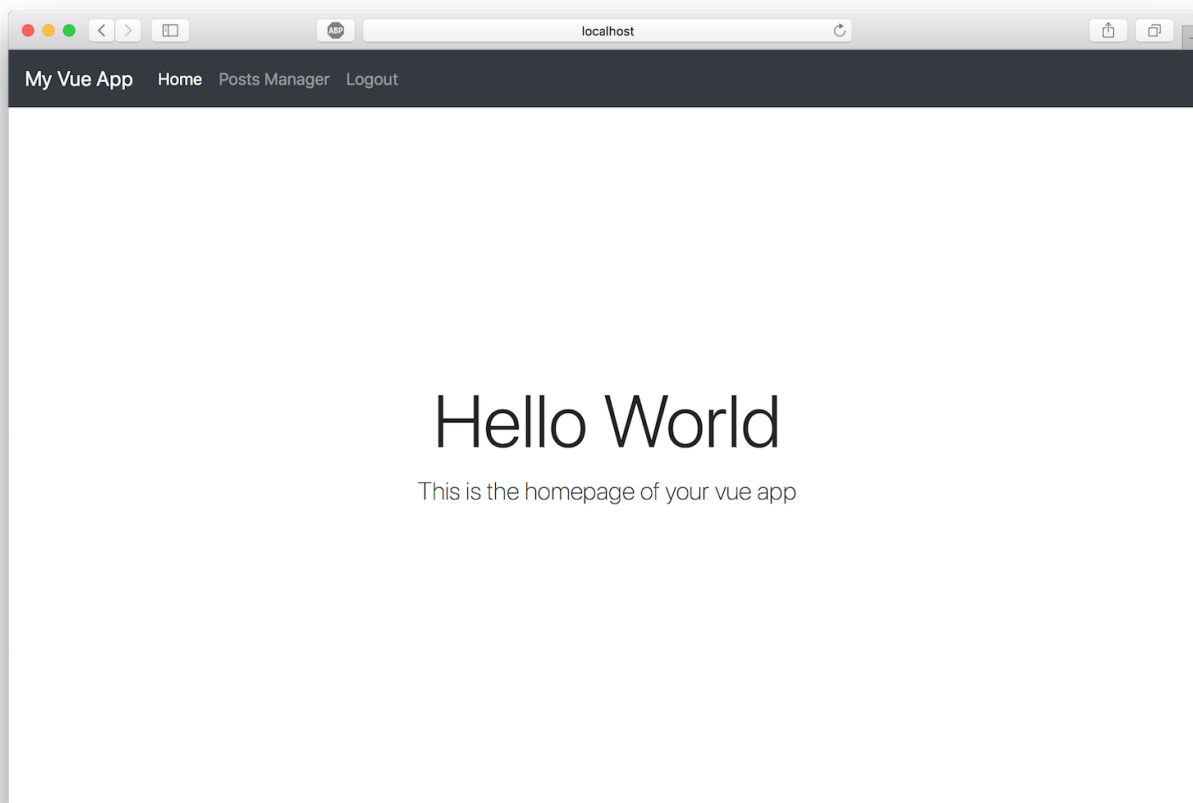 ABP
localhost
My Vue App Home Posts Manager Logout
Hello World
This is the homepage of your vue app